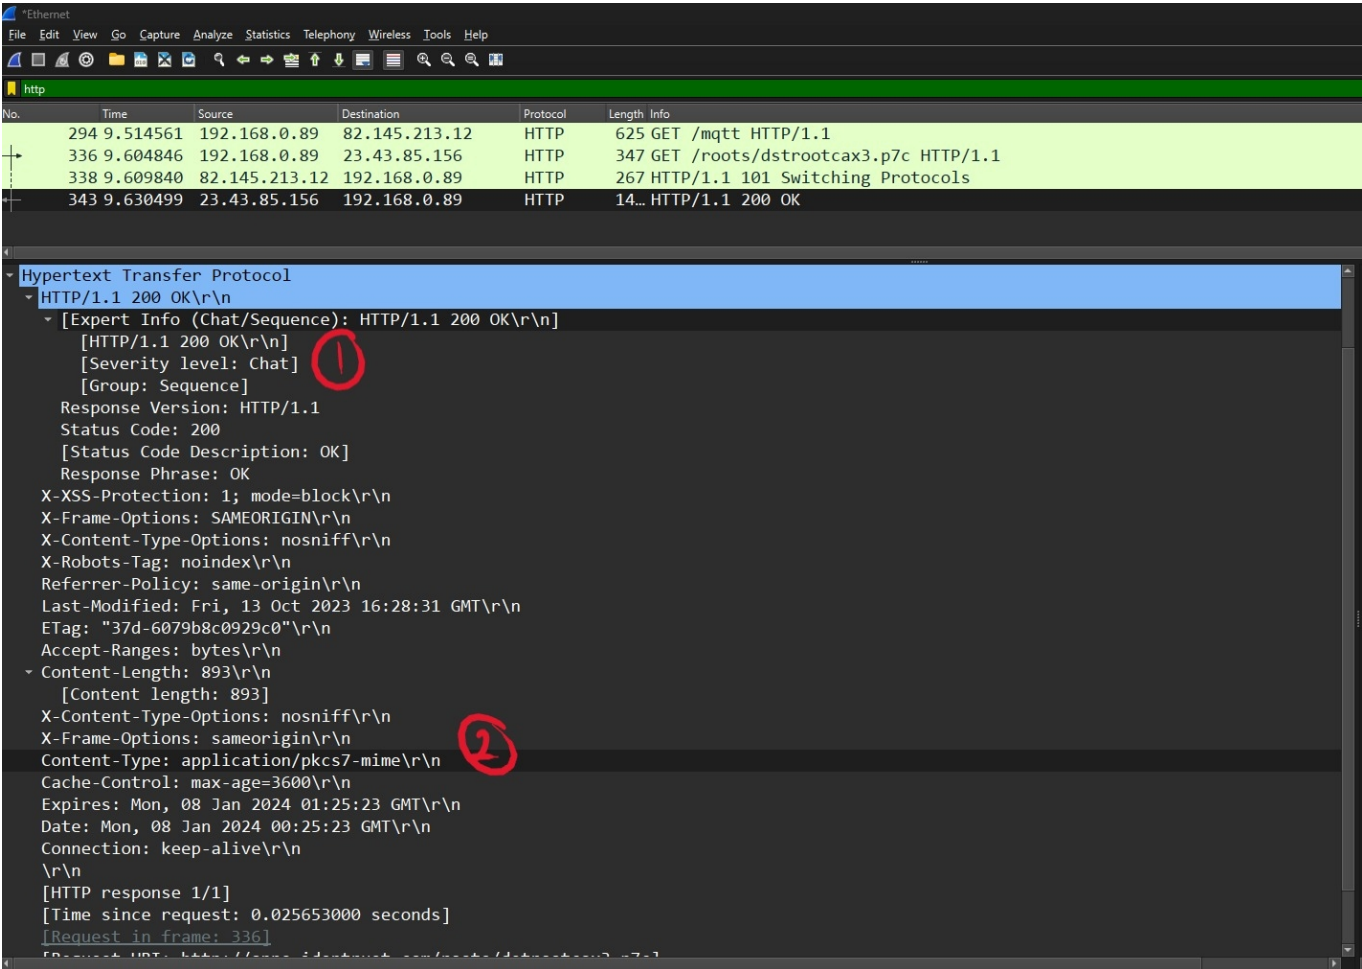 *Ethernet
File Edit View Go Capture Analyze Statistics Telephony Wireless Tools Help
http
No. Time Source Destination Protocol Length Info
294 9.514561 192.168.0.89 82.145.213.12 HTTP 625 GET /mqtt HTTP/1.1
336 9.604846 192.168.0.89 23.43.85.156 HTTP 347 GET /roots/dstrootcax3.p7c HTTP/1.1
338 9.609840 82.145.213.12 192.168.0.89 HTTP 267 HTTP/1.1 101 Switching Protocols
343 9.630499 23.43.85.156 192.168.0.89 HTTP 14… HTTP/1.1 200 OK
Hypertext Transfer Protocol
HTTP/1.1 200 OK\r\n
[Expert Info (Chat/Sequence): HTTP/1.1 200 OK\r\n]
[HTTP/1.1 200 OK\r\n]
[Severity level: Chat] 1
[Group: Sequence]
Response Version: HTTP/1.1
Status Code: 200
[Status Code Description: OK]
Response Phrase: OK
X-XSS-Protection: 1; mode=block\r\n
X-Frame-Options: SAMEORIGIN\r\n
X-Content-Type-Options: nosniff\r\n
X-Robots-Tag: noindex\r\n
Referrer-Policy: same-origin\r\n
Last-Modified: Fri, 13 Oct 2023 16:28:31 GMT\r\n
ETag: "37d-6079b8c0929c0"\r\n
Accept-Ranges: bytes\r\n
Content-Length: 893\r\n
[Content length: 893]
X-Content-Type-Options: nosniff\r\n
X-Frame-Options: sameorigin\r\n 2
Content-Type: application/pkcs7-mime\r\n
Cache-Control: max-age=3600\r\n
Expires: Mon, 08 Jan 2024 01:25:23 GMT\r\n
Date: Mon, 08 Jan 2024 00:25:23 GMT\r\n
Connection: keep-alive\r\n
\r\n
[HTTP response 1/1]
[Time since request: 0.025653000 seconds]
[Request in frame: 336]
[Request URI: http://apps.identrust.com/roots/dstrootcax3.p7c]